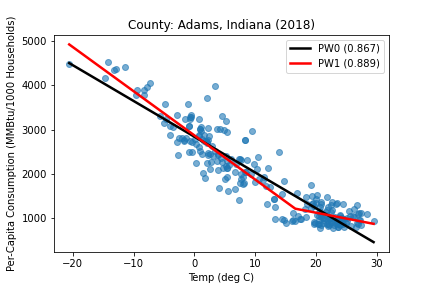 County: Adams, Indiana (2018)
Per-Capita Consumption (MMBtu/1000 Households)
5000
4000
3000
2000
1000
PW0 (0.867)
PW1 (0.889)
−20
−10
0
10
20
30
Temp (deg C)